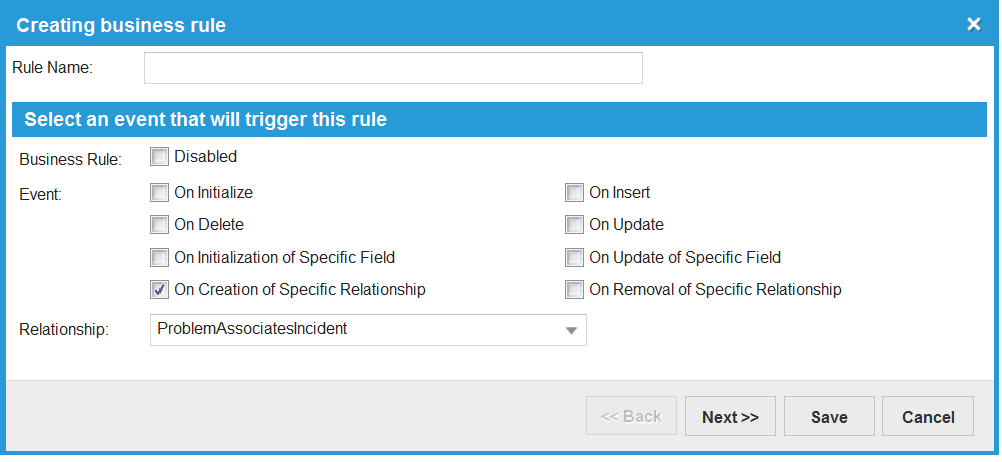 Creating business rule
Rule Name:
Select an event that will trigger this rule
Business Rule: Disabled
Event: On Initialize On Insert
On Delete On Update
On Initialization of Specific Field On Update of Specific Field
On Creation of Specific Relationship On Removal of Specific Relationship
Relationship: ProblemAssociatesIncident
<< Back Next >> Save Cancel